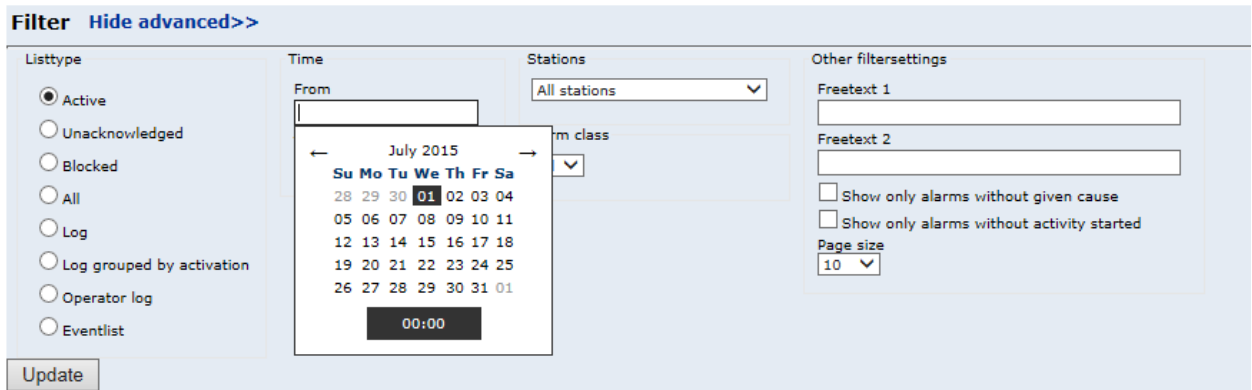 Filter Hide advanced>>
Listtype
Active
Unacknowledged
Blocked
All
Log
Log grouped by activation
Operator log
Eventlist
Update
Time
From
← July 2015 →
Su Mo Tu We Th Fr Sa
28 29 30 01 02 03 04
05 06 07 08 09 10 11
12 13 14 15 16 17 18
19 20 21 22 23 24 25
26 27 28 29 30 31 01
00:00
Stations
All stations
rm class
Other filtersettings
Freetext 1
Freetext 2
Show only alarms without given cause
Show only alarms without activity started
Page size
10